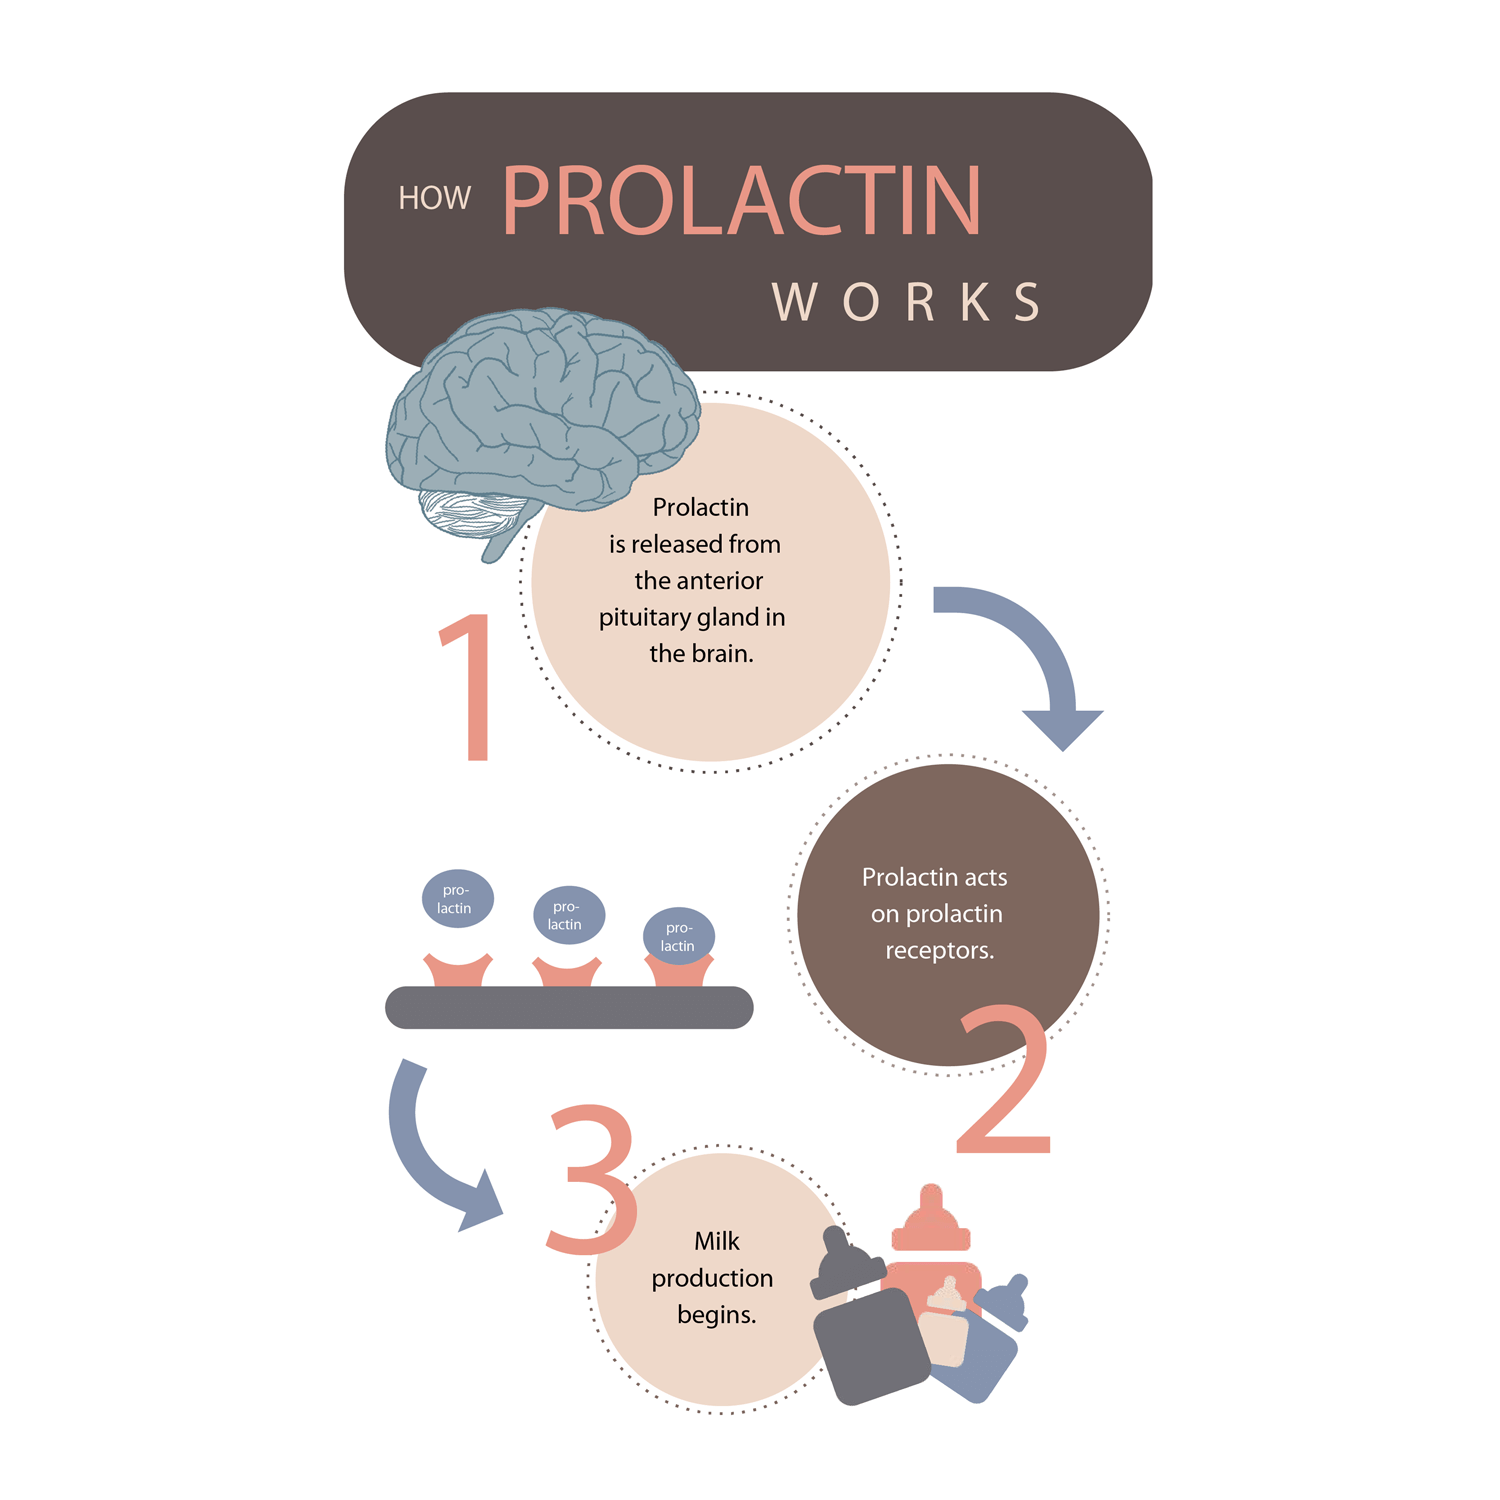 HOW PROLACTIN
WORKS
Prolactin
is released from
the anterior
pituitary gland in
the brain.
1
Prolactin acts
on prolactin
receptors.
2
pro-
lactin
pro-
lactin
pro-
lactin
3
Milk
production
begins.